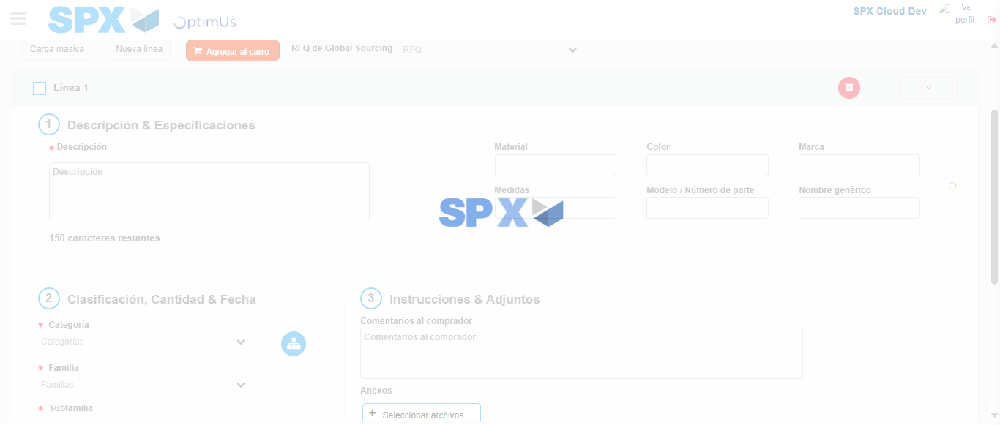 SPX
OptimUs
SPX Cloud Dev
Ve
perfil
Carga masiva
Nueva línea
Agregar al carro
RFQ de Global Sourcing
RFQ
Línea 1
1 Descripción & Especificaciones
* Descripción
Descripción
150 caracteres restantes
Material
Color
Marca
Medidas
Modelo / Número de parte
Nombre genérico
SPX
2 Clasificación, Cantidad & Fecha
* Categoría
Categorías
* Familia
Familias
* Subfamilia
3 Instrucciones & Adjuntos
Comentarios al comprador
Comentarios al comprador
Anexos
+ Seleccionar archivos...